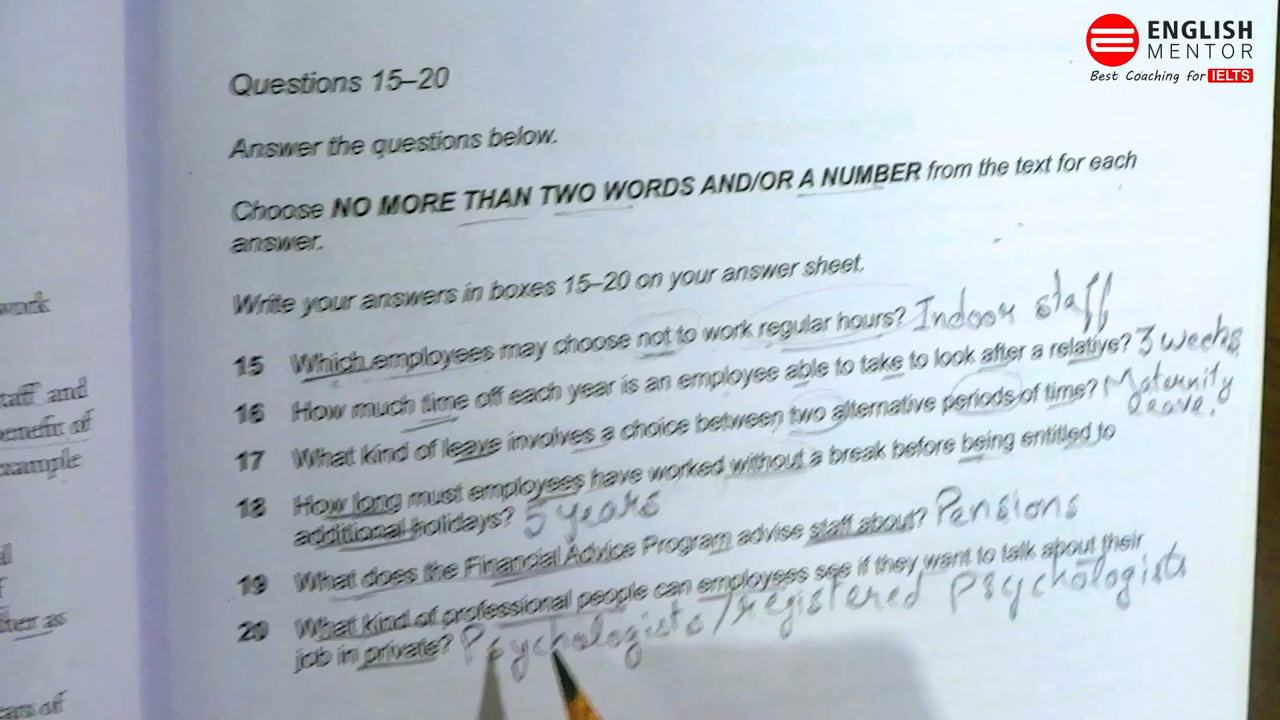 ENGLISH
MENTOR
Best Coaching for IELTS
Questions 15–20
Answer the questions below.
Choose NO MORE THAN TWO WORDS AND/OR A NUMBER from the text for each
answer.
Write your answers in boxes 15–20 on your answer sheet.
15 Which employees may choose not to work regular hours? Indoor staff
16 How much time off each year is an employee able to take to look after a relative? 3 weeks
17 What kind of leave involves a choice between two alternative periods of time? Maternity leave.
18 How long must employees have worked without a break before being entitled to
additional holidays? 5 years
19 What does the Financial Advice Program advise staff about? Pensions
20 What kind of professional people can employees see if they want to talk about their
job in private? Psychologists / registered Psychologists
work
taff and
enefit of
xample